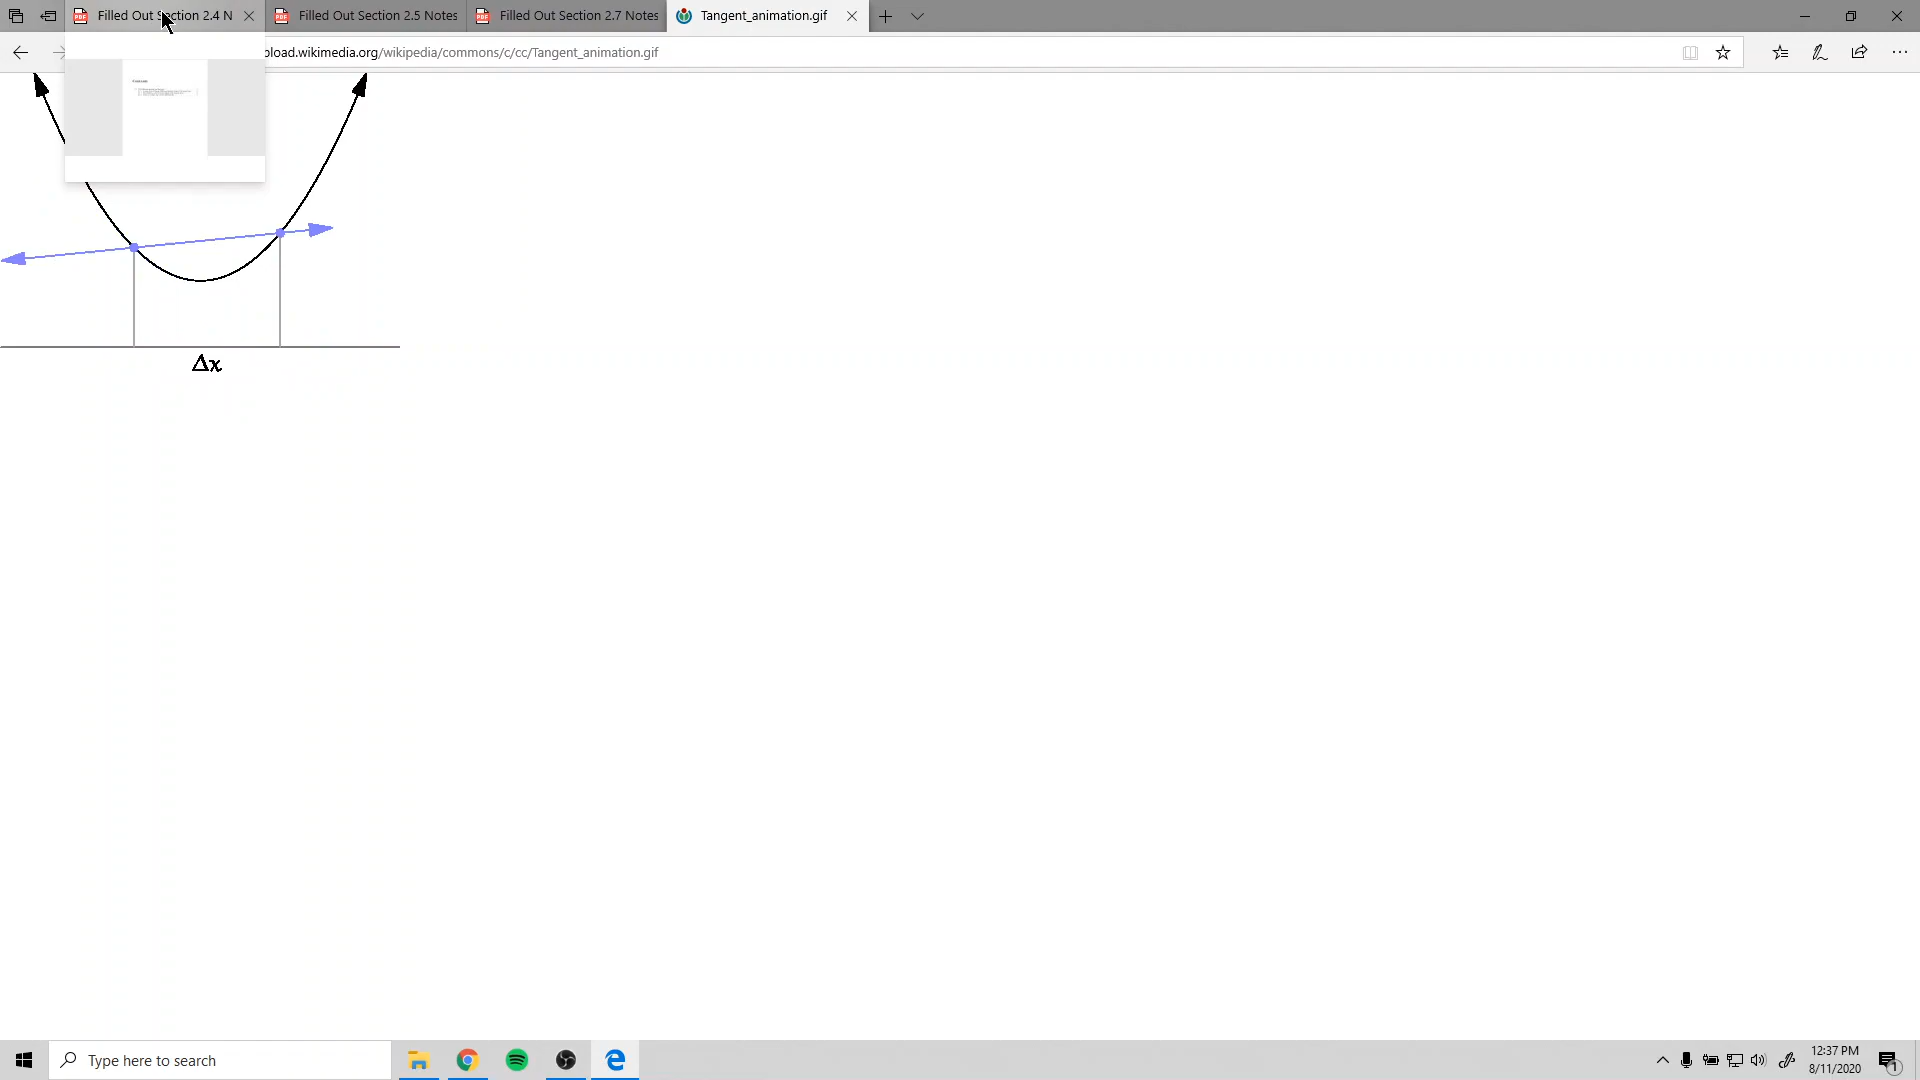 Filled Out Section 2.4 N
Filled Out Section 2.5 Notes
Filled Out Section 2.7 Notes
Tangent_animation.gif
pload.wikimedia.org/wikipedia/commons/c/cc/Tangent_animation.gif
Δx
Type here to search
12:37 PM
8/11/2020
1